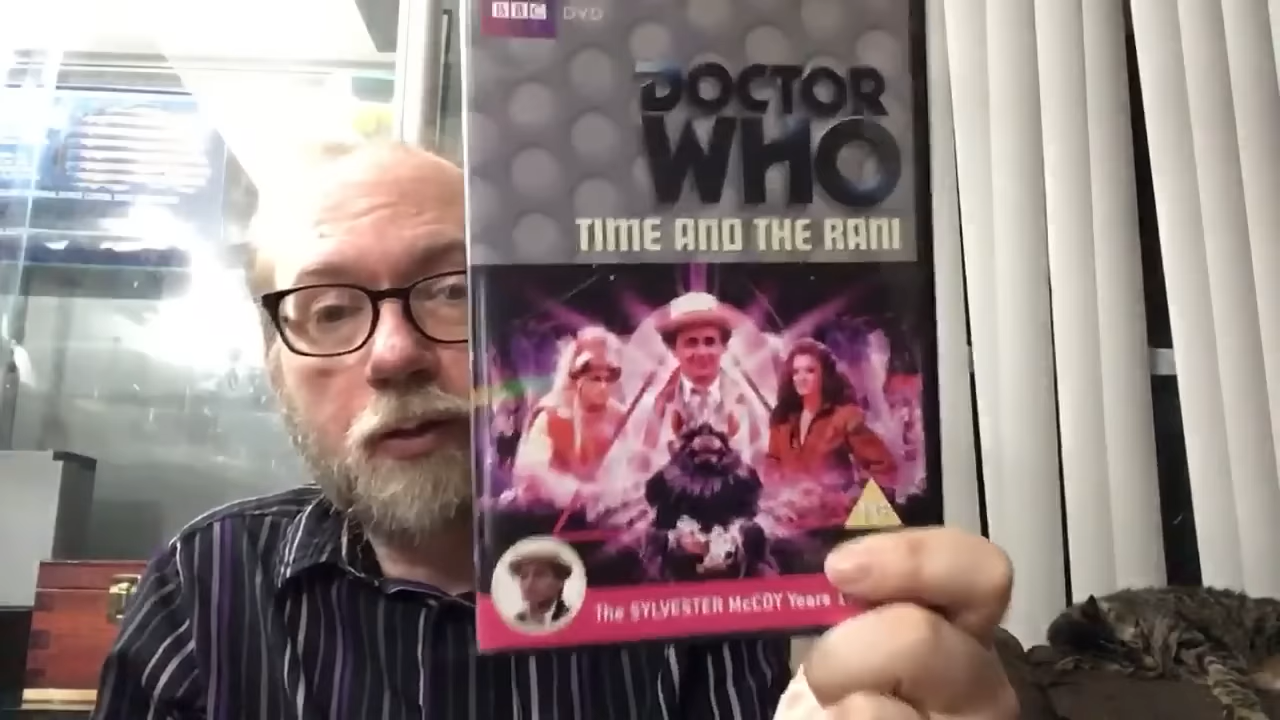 BBC DVD
DOCTOR
WHO
TIME AND THE RANI
The SYLVESTER McCOY Years